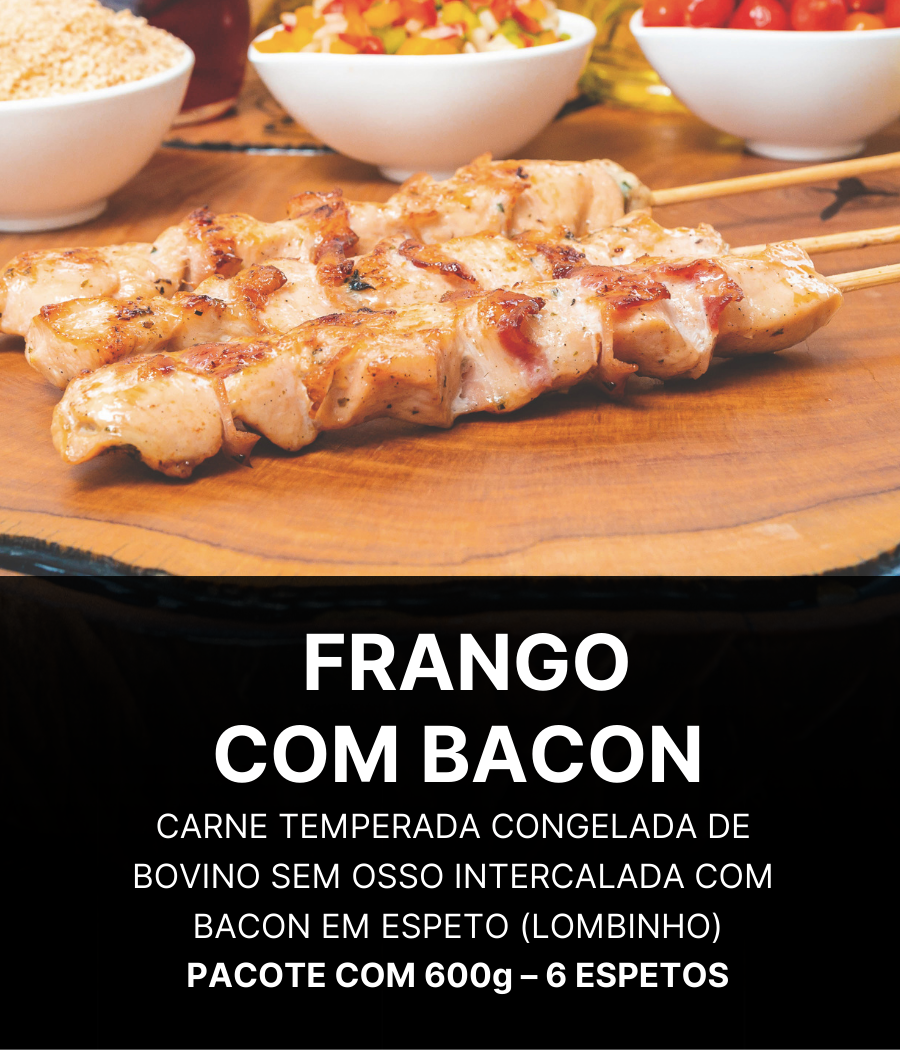 FRANGO
COM BACON
CARNE TEMPERADA CONGELADA DE
BOVINO SEM OSSO INTERCALADA COM
BACON EM ESPETO (LOMBINHO)
PACOTE COM 600g – 6 ESPETOS